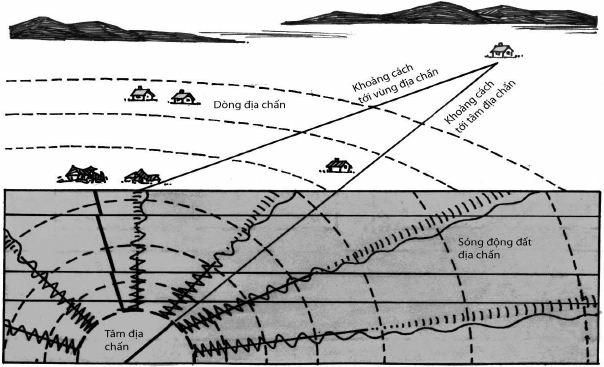 Khoảng cách
tới vùng địa chấn
Dòng địa chấn
Khoảng cách
tới tâm địa chấn
Sóng động đất
địa chấn
Tâm địa
chấn